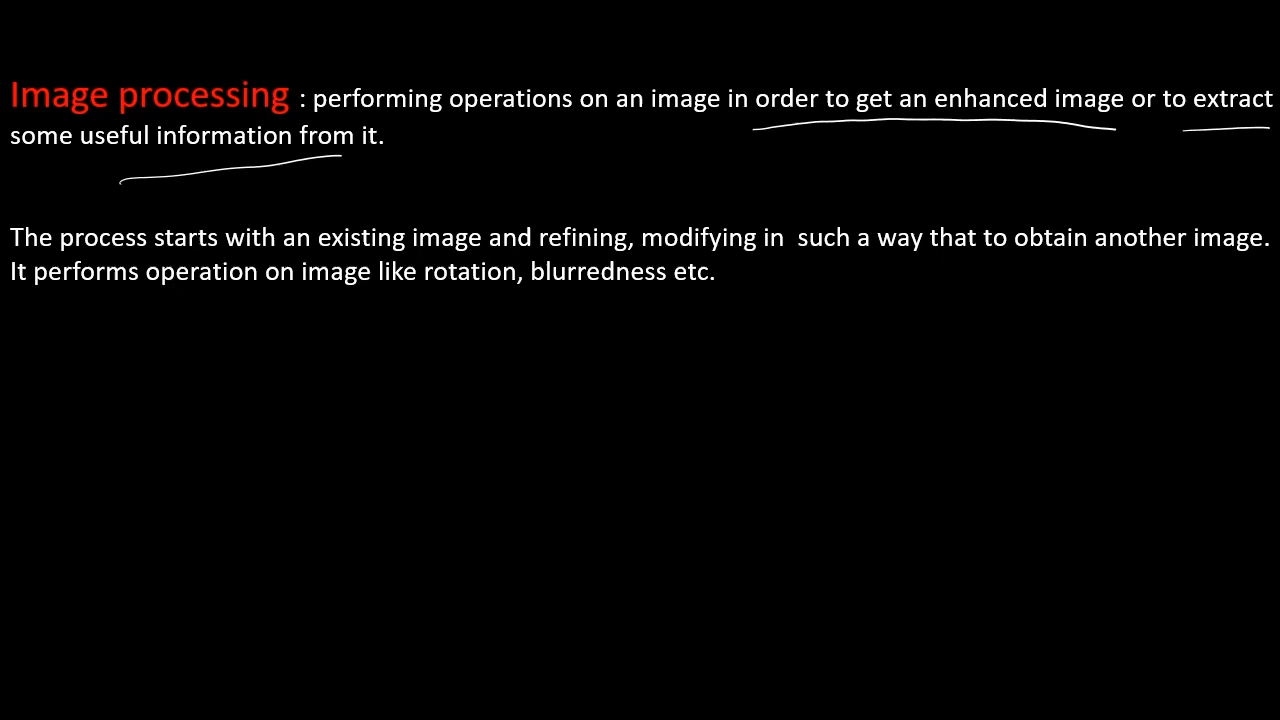 Image processing : performing operations on an image in order to get an enhanced image or to extract
some useful information from it.
The process starts with an existing image and refining, modifying in  such a way that to obtain another image.
It performs operation on image like rotation, blurredness etc.